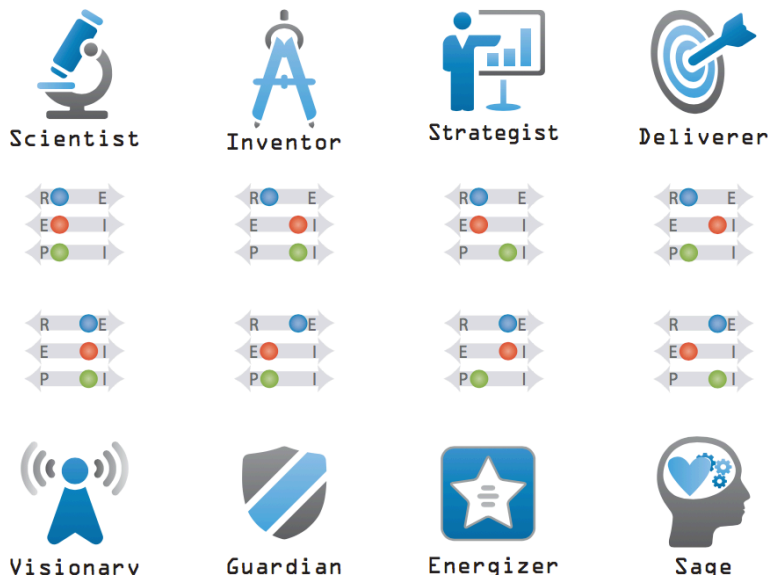 Scientist Inventor Strategist Deliverer
R E R E R E R E
E I E I E I E I
P I P I P I P I
R E R E R E R E
E I E I E I E I
P I P I P I P I
Visionary Guardian Energizer Sage